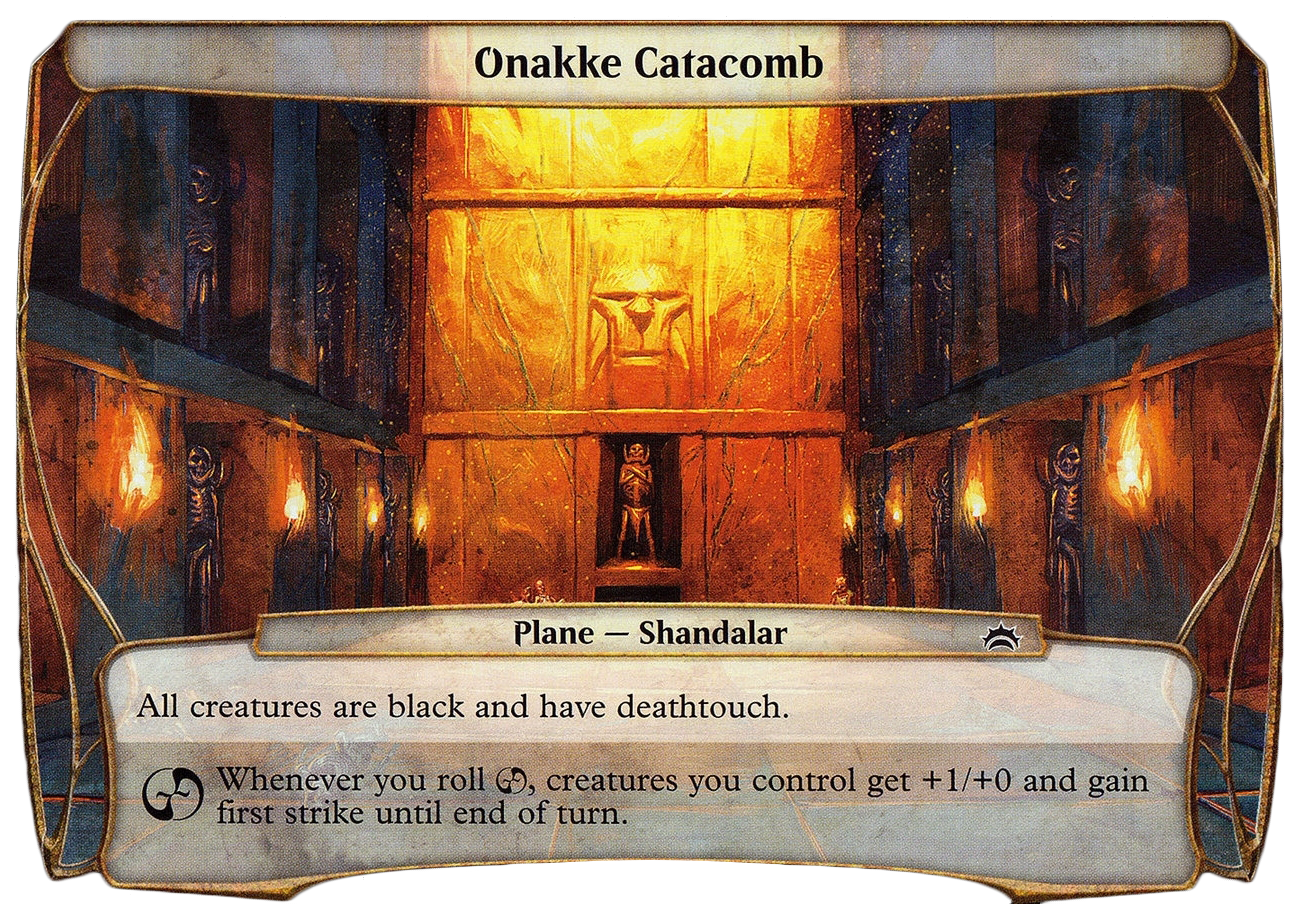 Onakke Catacomb
Plane — Shandalar
All creatures are black and have deathtouch.
Whenever you roll , creatures you control get +1/+0 and gain
first strike until end of turn.